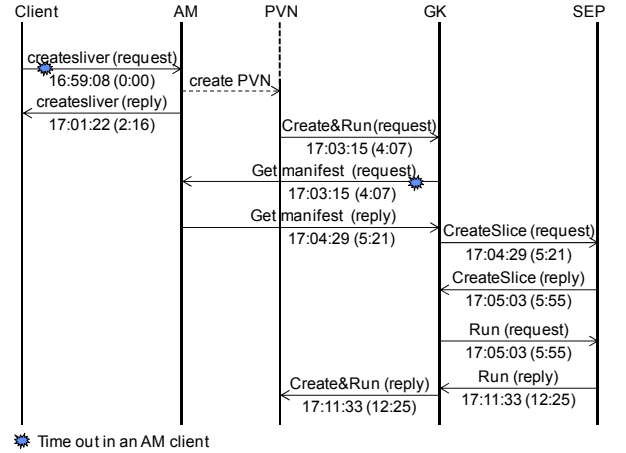 Client AM PVN GK SEP
createsliver (request)
16:59:08 (0:00)
create PVN
createsliver (reply)
17:01:22 (2:16)
Create&Run(request)
17:03:15 (4:07)
Get manifest (request)
17:03:15 (4:07)
Get manifest (reply)
17:04:29 (5:21)
CreateSlice (request)
17:04:29 (5:21)
CreateSlice (reply)
17:05:03 (5:55)
Run (request)
17:05:03 (5:55)
Run (reply)
17:11:33 (12:25)
Create&Run (reply)
17:11:33 (12:25)
Time out in an AM client